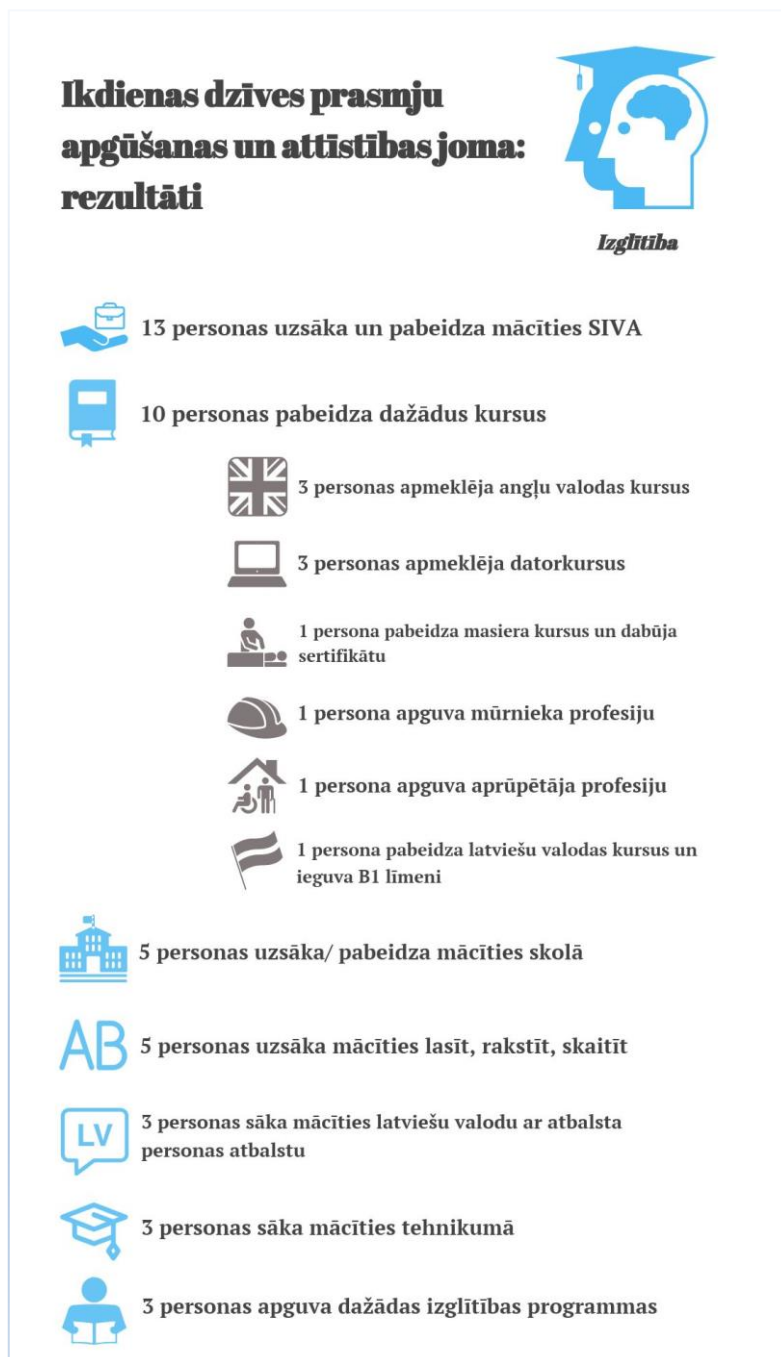 Ikdienas dzīves prasmju
apgūšanas un attīstības joma:
rezultāti
Izglītība
13 personas uzsāka un pabeidza mācīties SIVA
10 personas pabeidza dažādus kursus
3 personas apmeklēja angļu valodas kursus
3 personas apmeklēja datorkursus
1 persona pabeidza masiera kursus un dabūja
sertifikātu
1 persona apguva mūrnieka profesiju
1 persona apguva aprūpētāja profesiju
1 persona pabeidza latviešu valodas kursus un
ieguva B1 līmeni
5 personas uzsāka/ pabeidza mācīties skolā
AB
5 personas uzsāka mācīties lasīt, rakstīt, skaitīt
LV
3 personas sāka mācīties latviešu valodu ar atbalsta
personas atbalstu
3 personas sāka mācīties tehnikumā
3 personas apguva dažādas izglītības programmas